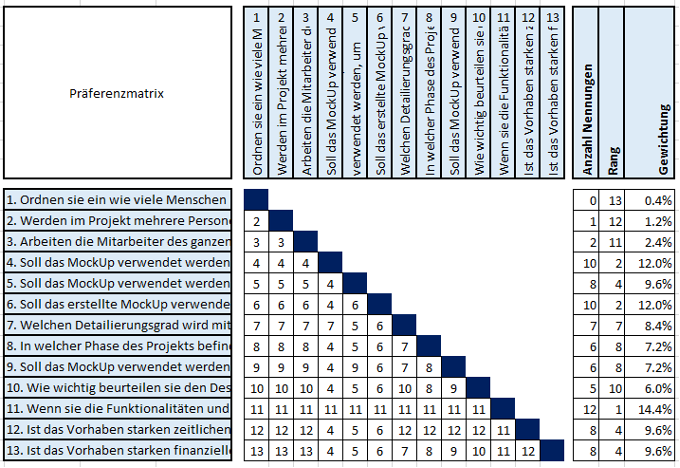 Präferenzmatrix
1 2 3 4 5 6 7 8 9 10 11 12 13
Ordnen sie ein wie viele M
Werden im Projekt mehrere
Arbeiten die Mitarbeiter de
Soll das MockUp verwend
verwendet werden, um
Soll das erstellte MockUp v
Welchen Detailierungsgrad
In welcher Phase des Proje
Soll das MockUp verwend
Wie wichtig beurteilen sie
Wenn sie die Funktionalitä
Ist das Vorhaben starken z
Ist das Vorhaben starken f
Anzahl Nennungen
Rang
Gewichtung
1. Ordnen sie ein wie viele Menschen 0 13 0.4%
2. Werden im Projekt mehrere Persone 2 1 12 1.2%
3. Arbeiten die Mitarbeiter des ganzen 3 3 2 11 2.4%
4. Soll das MockUp verwendet werden 4 4 4 10 2 12.0%
5. Soll das MockUp verwendet werden 5 5 5 4 8 4 9.6%
6. Soll das erstellte MockUp verwende 6 6 6 4 6 10 2 12.0%
7. Welchen Detailierungsgrad wird mit 7 7 7 7 5 6 7 7 8.4%
8. In welcher Phase des Projekts befin 8 8 8 4 5 6 7 6 8 7.2%
9. Soll das MockUp verwendet werden 9 9 9 4 9 6 7 8 6 8 7.2%
10. Wie wichtig beurteilen sie den Des 10 10 10 4 5 6 10 8 9 5 10 6.0%
11. Wenn sie die Funktionalitäten und 11 11 11 11 11 11 11 11 11 11 12 1 14.4%
12. Ist das Vorhaben starken zeitlichen 12 12 12 4 5 6 12 12 12 12 11 8 4 9.6%
13. Ist das Vorhaben starken finanzielle 13 13 13 4 5 6 7 8 9 10 11 12 8 4 9.6%